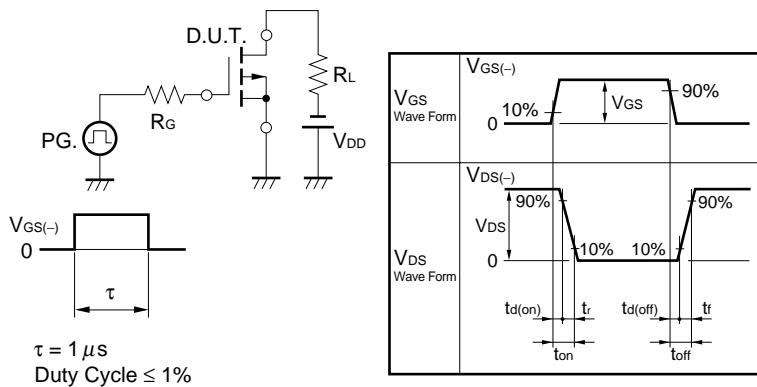 D.U.T.
RL
RG
PG.
VDD
VGS(–)
0
τ
τ = 1 µs
Duty Cycle ≤ 1%
VGS
Wave Form
VGS(–)
10%
0
VGS
90%
VDS
Wave Form
VDS(–)
90%
VDS
0
10%
10%
90%
td(on)
tr
td(off)
tf
ton
toff